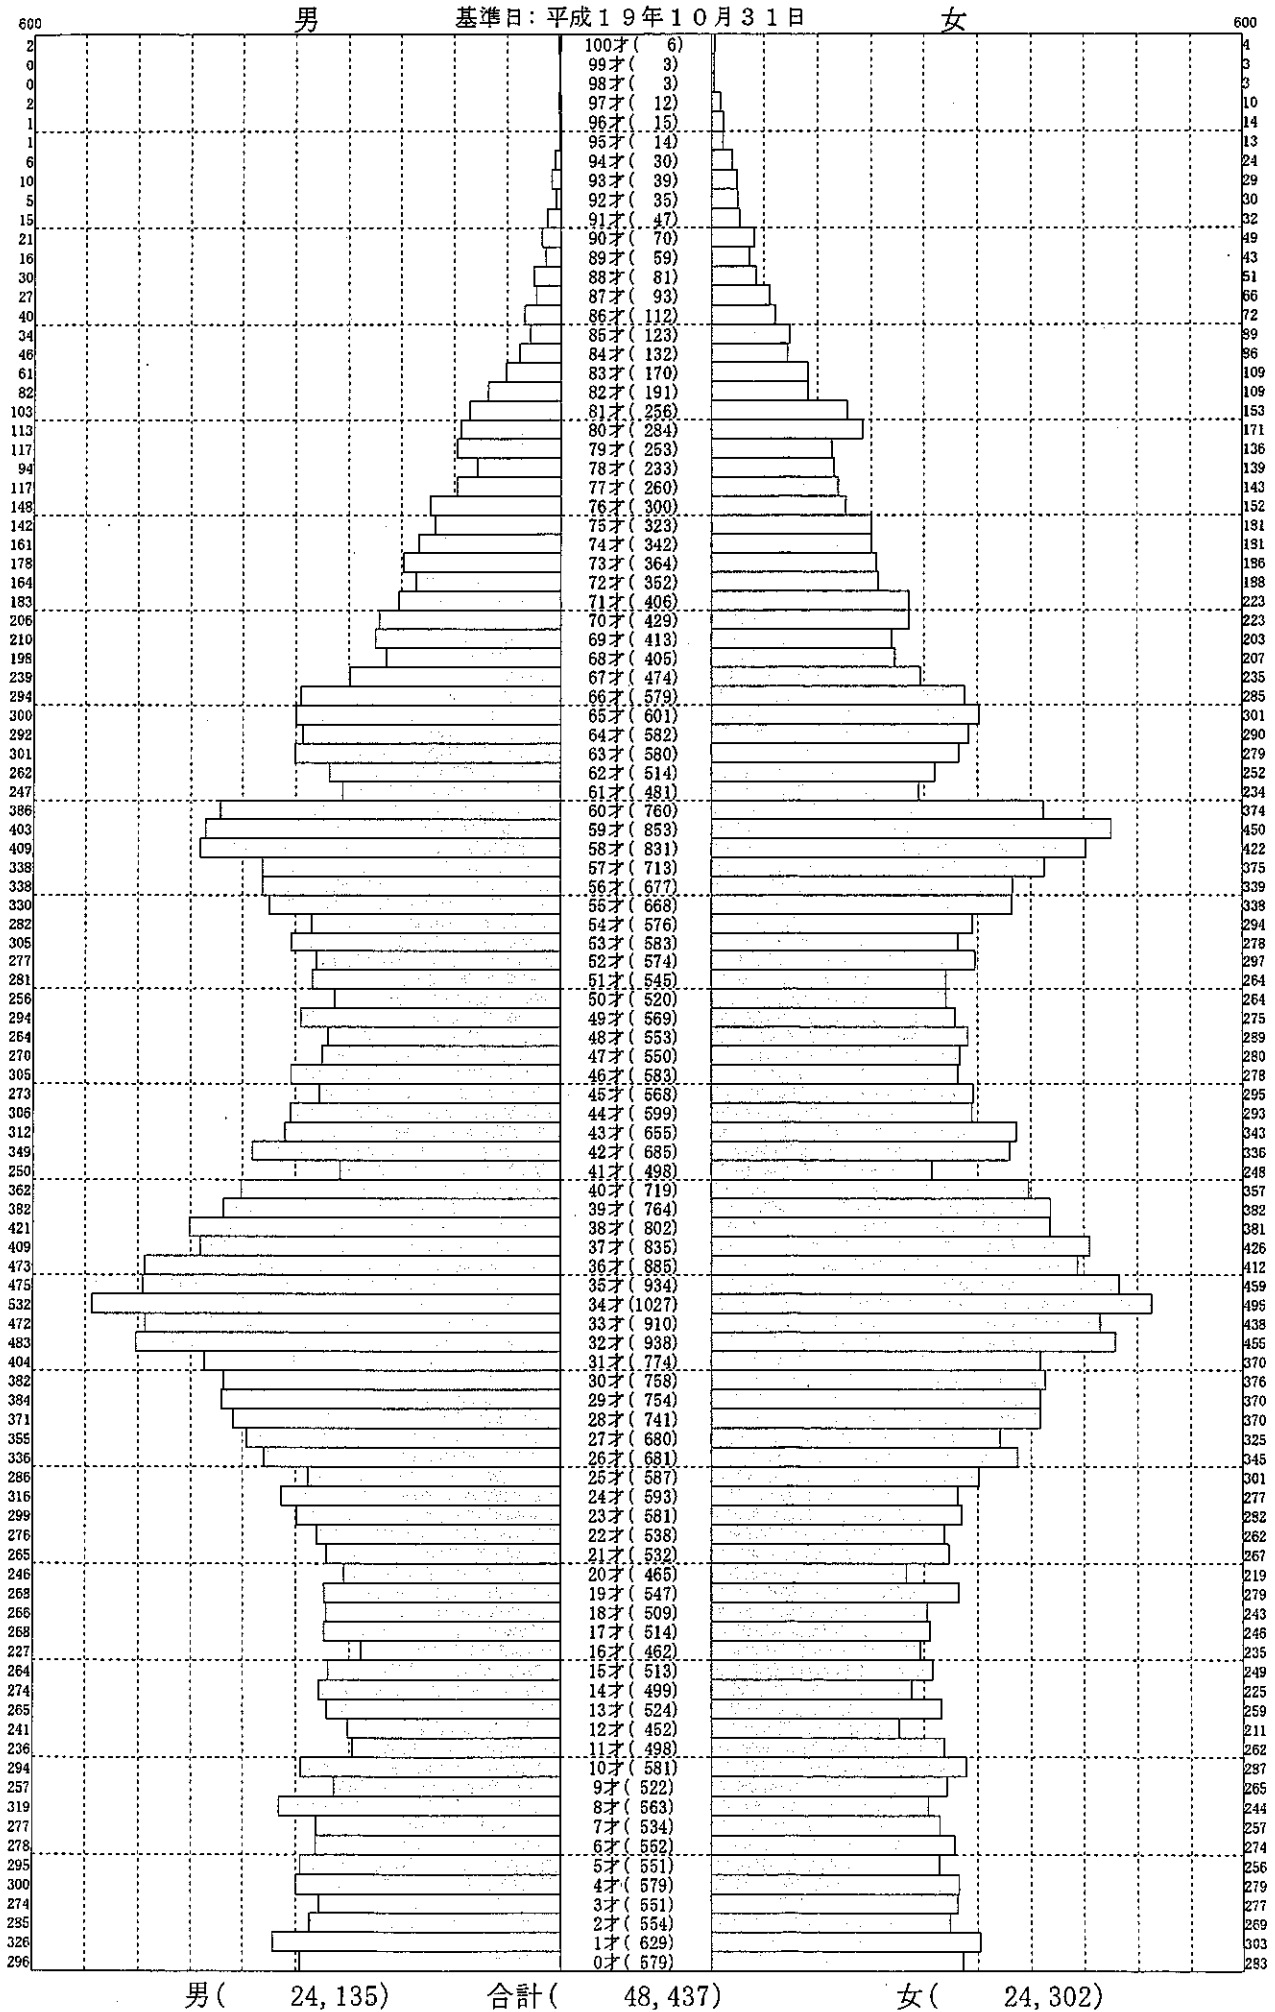 男 基準日：平成１９年１０月３１日 女
600 600
2 100才( 6) 4
0 99才( 3) 3
0 98才( 3) 3
2 97才( 12) 10
1 96才( 15) 14
1 95才( 14) 13
6 94才( 30) 24
10 93才( 39) 29
5 92才( 35) 30
15 91才( 47) 32
21 90才( 70) 49
16 89才( 59) 43
30 88才( 81) 51
27 87才( 93) 66
40 86才( 112) 72
34 85才( 123) 89
46 84才( 132) 86
61 83才( 170) 109
82 82才( 191) 109
103 81才( 256) 153
113 80才( 284) 171
117 79才( 253) 136
94 78才( 233) 139
117 77才( 260) 143
148 76才( 300) 152
142 75才( 323) 181
161 74才( 342) 181
178 73才( 364) 186
164 72才( 352) 188
183 71才( 406) 223
206 70才( 429) 223
210 69才( 413) 203
198 68才( 405) 207
239 67才( 474) 235
294 66才( 579) 285
300 65才( 601) 301
292 64才( 582) 290
301 63才( 580) 279
262 62才( 514) 252
247 61才( 481) 234
386 60才( 760) 374
403 59才( 853) 450
409 58才( 831) 422
338 57才( 713) 375
338 56才( 677) 339
330 55才( 668) 338
282 54才( 576) 294
305 53才( 583) 278
277 52才( 574) 297
281 51才( 545) 264
256 50才( 520) 264
294 49才( 569) 275
264 48才( 553) 289
270 47才( 550) 280
305 46才( 583) 278
273 45才( 568) 295
306 44才( 599) 293
312 43才( 655) 343
349 42才( 685) 336
250 41才( 498) 248
362 40才( 719) 357
382 39才( 764) 382
421 38才( 802) 381
409 37才( 835) 426
473 36才( 885) 412
475 35才( 934) 459
532 34才(1027) 495
472 33才( 910) 438
483 32才( 938) 455
404 31才( 774) 370
382 30才( 758) 376
384 29才( 754) 370
371 28才( 741) 370
355 27才( 680) 325
336 26才( 681) 345
286 25才( 587) 301
316 24才( 593) 277
299 23才( 581) 282
276 22才( 538) 262
265 21才( 532) 267
246 20才( 465) 219
268 19才( 547) 279
266 18才( 509) 243
268 17才( 514) 246
227 16才( 462) 235
264 15才( 513) 249
274 14才( 499) 225
265 13才( 524) 259
241 12才( 452) 211
236 11才( 498) 262
294 10才( 581) 287
257 9才( 522) 265
319 8才( 563) 244
277 7才( 534) 257
278 6才( 552) 274
295 5才( 551) 256
300 4才( 579) 279
274 3才( 551) 277
285 2才( 554) 269
326 1才( 629) 303
296 0才( 579) 283
男( 24,135) 合計( 48,437) 女( 24,302)